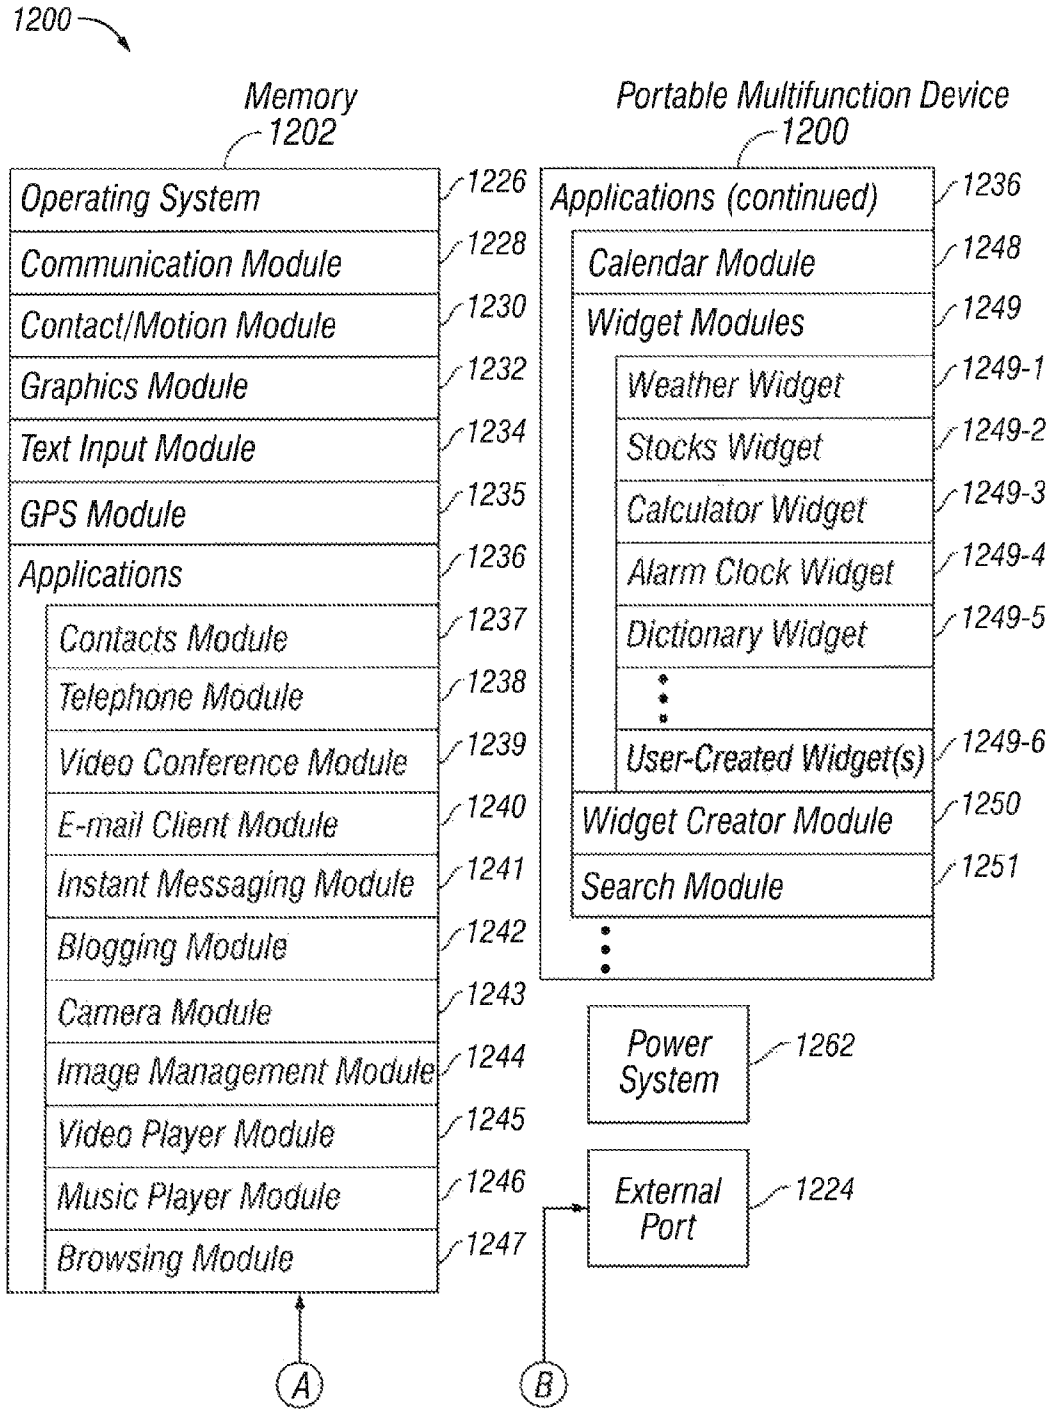 1200
Memory
1202
Operating System
1226
Communication Module
1228
Contact/Motion Module
1230
Graphics Module
1232
Text Input Module
1234
GPS Module
1235
Applications
1236
Contacts Module
1237
Telephone Module
1238
Video Conference Module
1239
E-mail Client Module
1240
Instant Messaging Module
1241
Blogging Module
1242
Camera Module
1243
Image Management Module
1244
Video Player Module
1245
Music Player Module
1246
Browsing Module
1247
A
Portable Multifunction Device
1200
Applications (continued)
1236
Calendar Module
1248
Widget Modules
1249
Weather Widget
1249-1
Stocks Widget
1249-2
Calculator Widget
1249-3
Alarm Clock Widget
1249-4
Dictionary Widget
1249-5
User-Created Widget(s)
1249-6
Widget Creator Module
1250
Search Module
1251
Power
System
1262
External
Port
1224
B